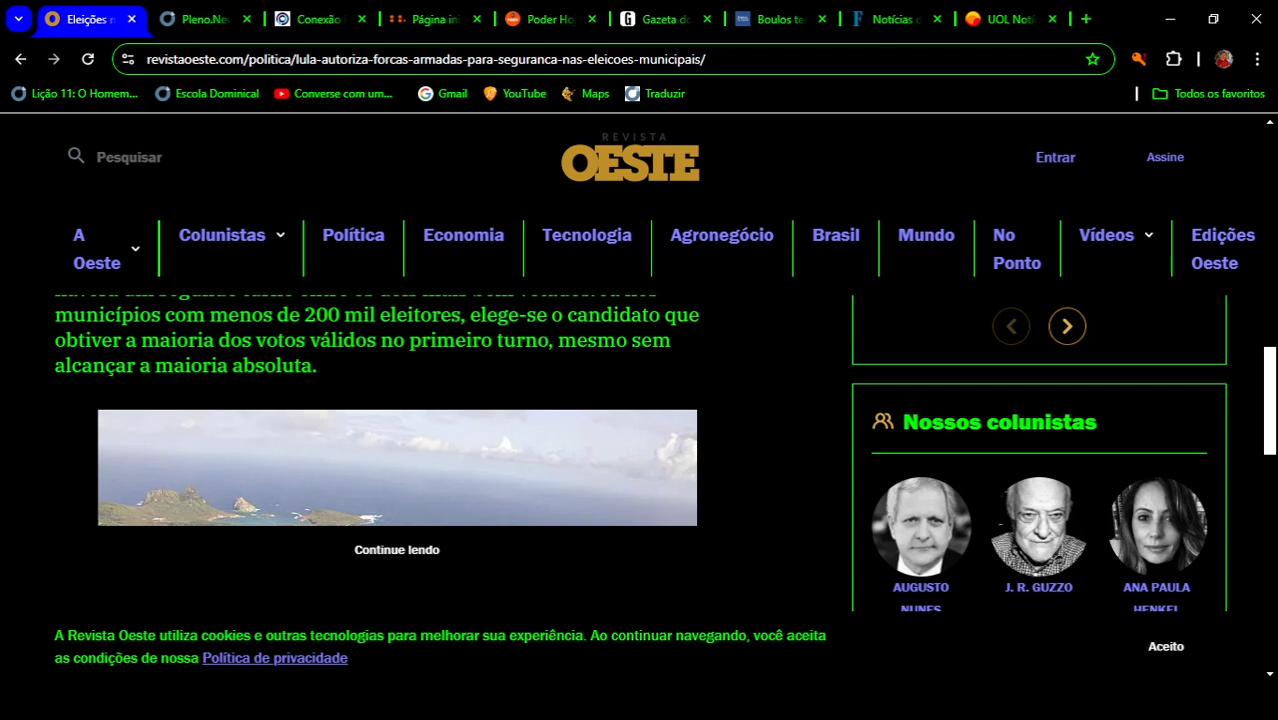 Eleições n
Pleno.Nev
Conexão
Página ini
Poder Ho
Gazeta do
Boulos te
Notícias d
UOL Notí
revistaoeste.com/politica/lula-autoriza-forcas-armadas-para-seguranca-nas-eleicoes-municipais/
Lição 11: O Homem...
Escola Dominical
Converse com um...
Gmail
YouTube
Maps
Traduzir
Todos os favoritos
Pesquisar
REVISTA
OESTE
Entrar
Assine
A
Oeste
Colunistas
Política
Economia
Tecnologia
Agronegócio
Brasil
Mundo
No
Ponto
Vídeos
Edições
Oeste
municípios com menos de 200 mil eleitores, elege-se o candidato que
obtiver a maioria dos votos válidos no primeiro turno, mesmo sem
alcançar a maioria absoluta.
Continue lendo
Nossos colunistas
AUGUSTO
NUNES
J. R. GUZZO
ANA PAULA
HENKEL
A Revista Oeste utiliza cookies e outras tecnologias para melhorar sua experiência. Ao continuar navegando, você aceita
as condições de nossa Política de privacidade
Aceito